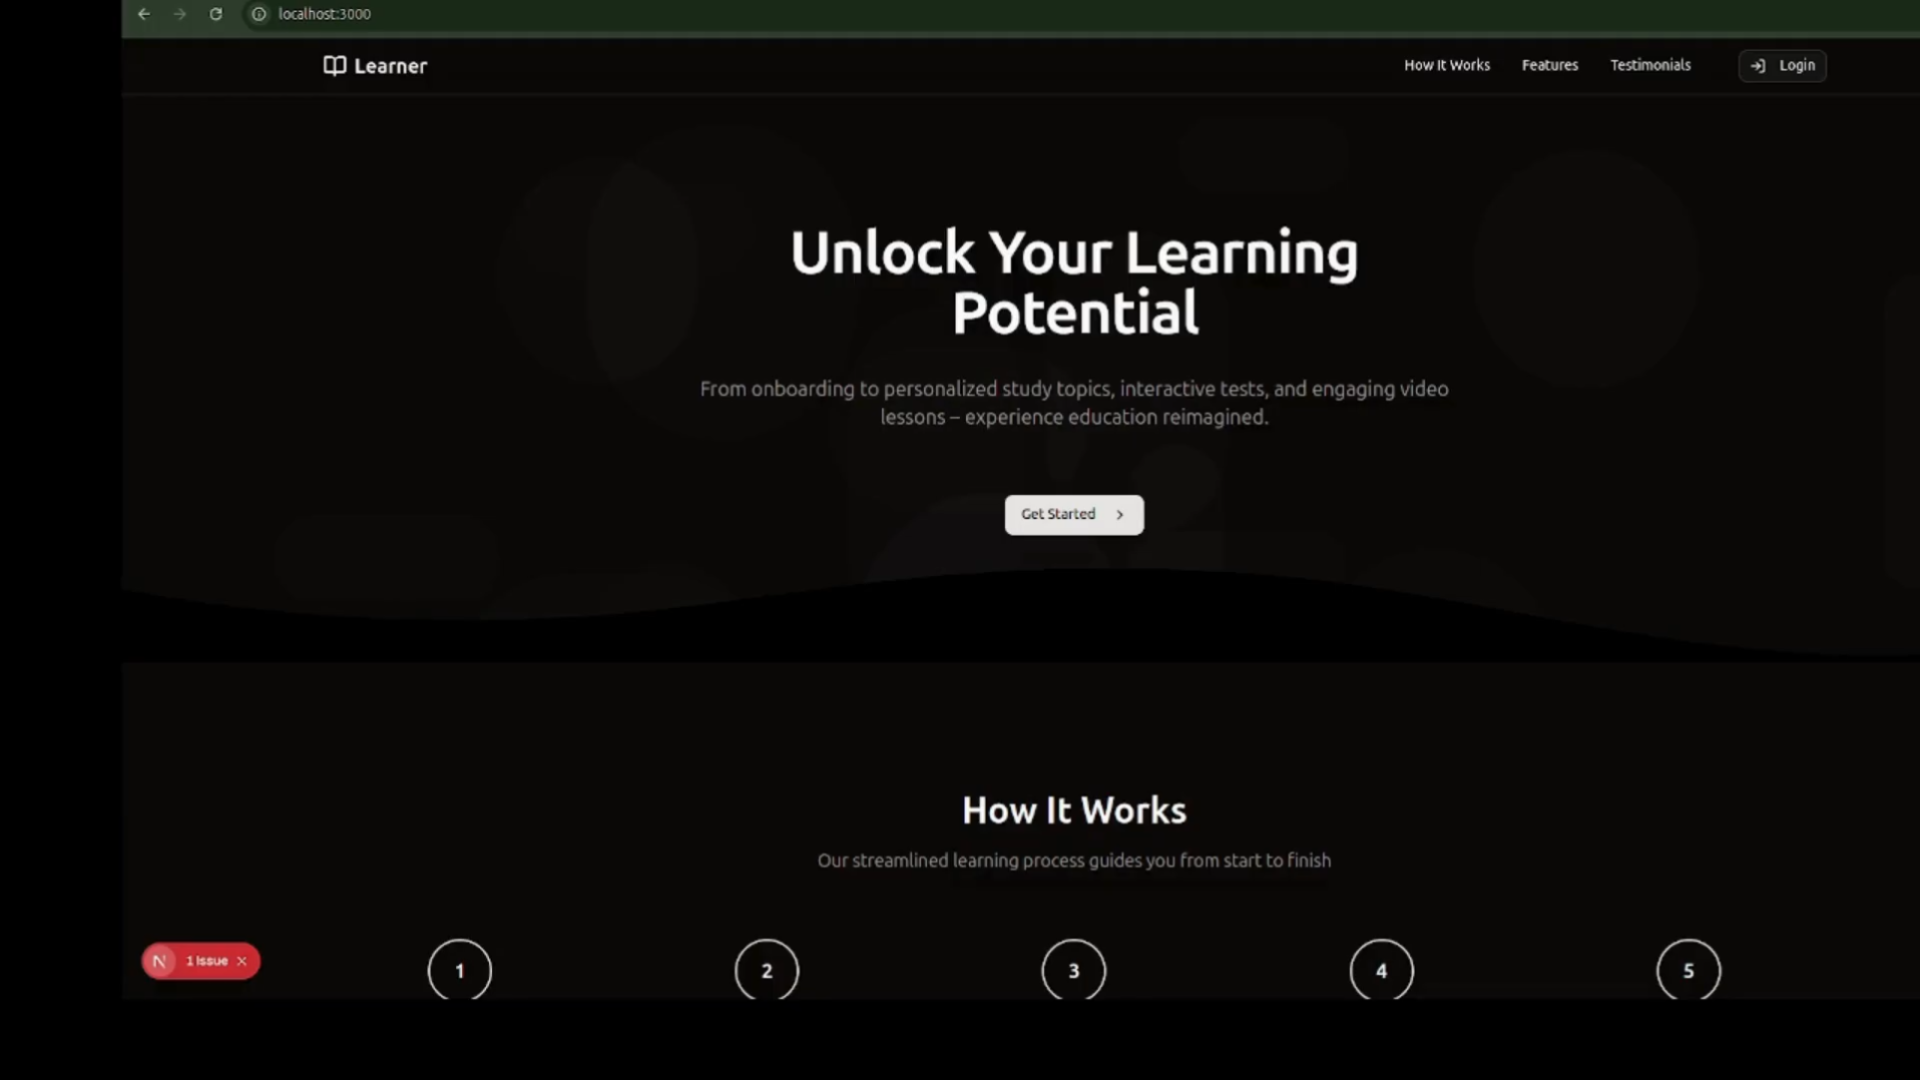 localhost:3000
Learner
How It Works
Features
Testimonials
Login
Unlock Your Learning
Potential
From onboarding to personalized study topics, interactive tests, and engaging video
lessons – experience education reimagined.
Get Started
How It Works
Our streamlined learning process guides you from start to finish
1
2
3
4
5
N
1 Issue